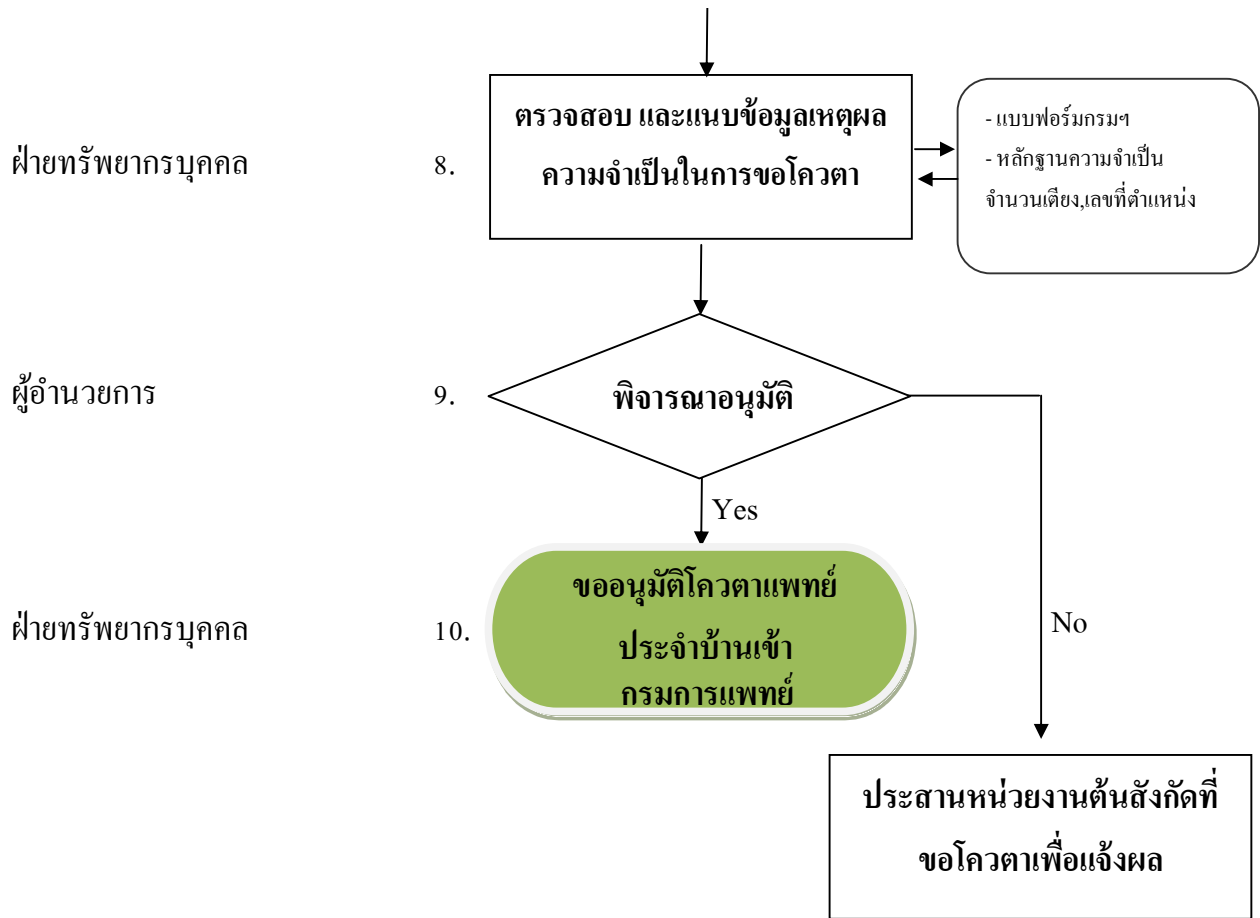 ฝ่ายทรัพยากรบุคคล
8.
ตรวจสอบ และแนบข้อมูลเหตุผล
ความจำเป็นในการขอโควตา
- แบบฟอร์มกรมฯ
- หลักฐานความจำเป็น
จำนวนเตียง,เลขที่ตำแหน่ง
ผู้อำนวยการ
9.
พิจารณาอนุมัติ
Yes
No
ฝ่ายทรัพยากรบุคคล
10.
ขออนุมัติโควตาแพทย์
ประจำบ้านเข้า
กรมการแพทย์
ประสานหน่วยงานต้นสังกัดที่
ขอโควตาเพื่อแจ้งผล